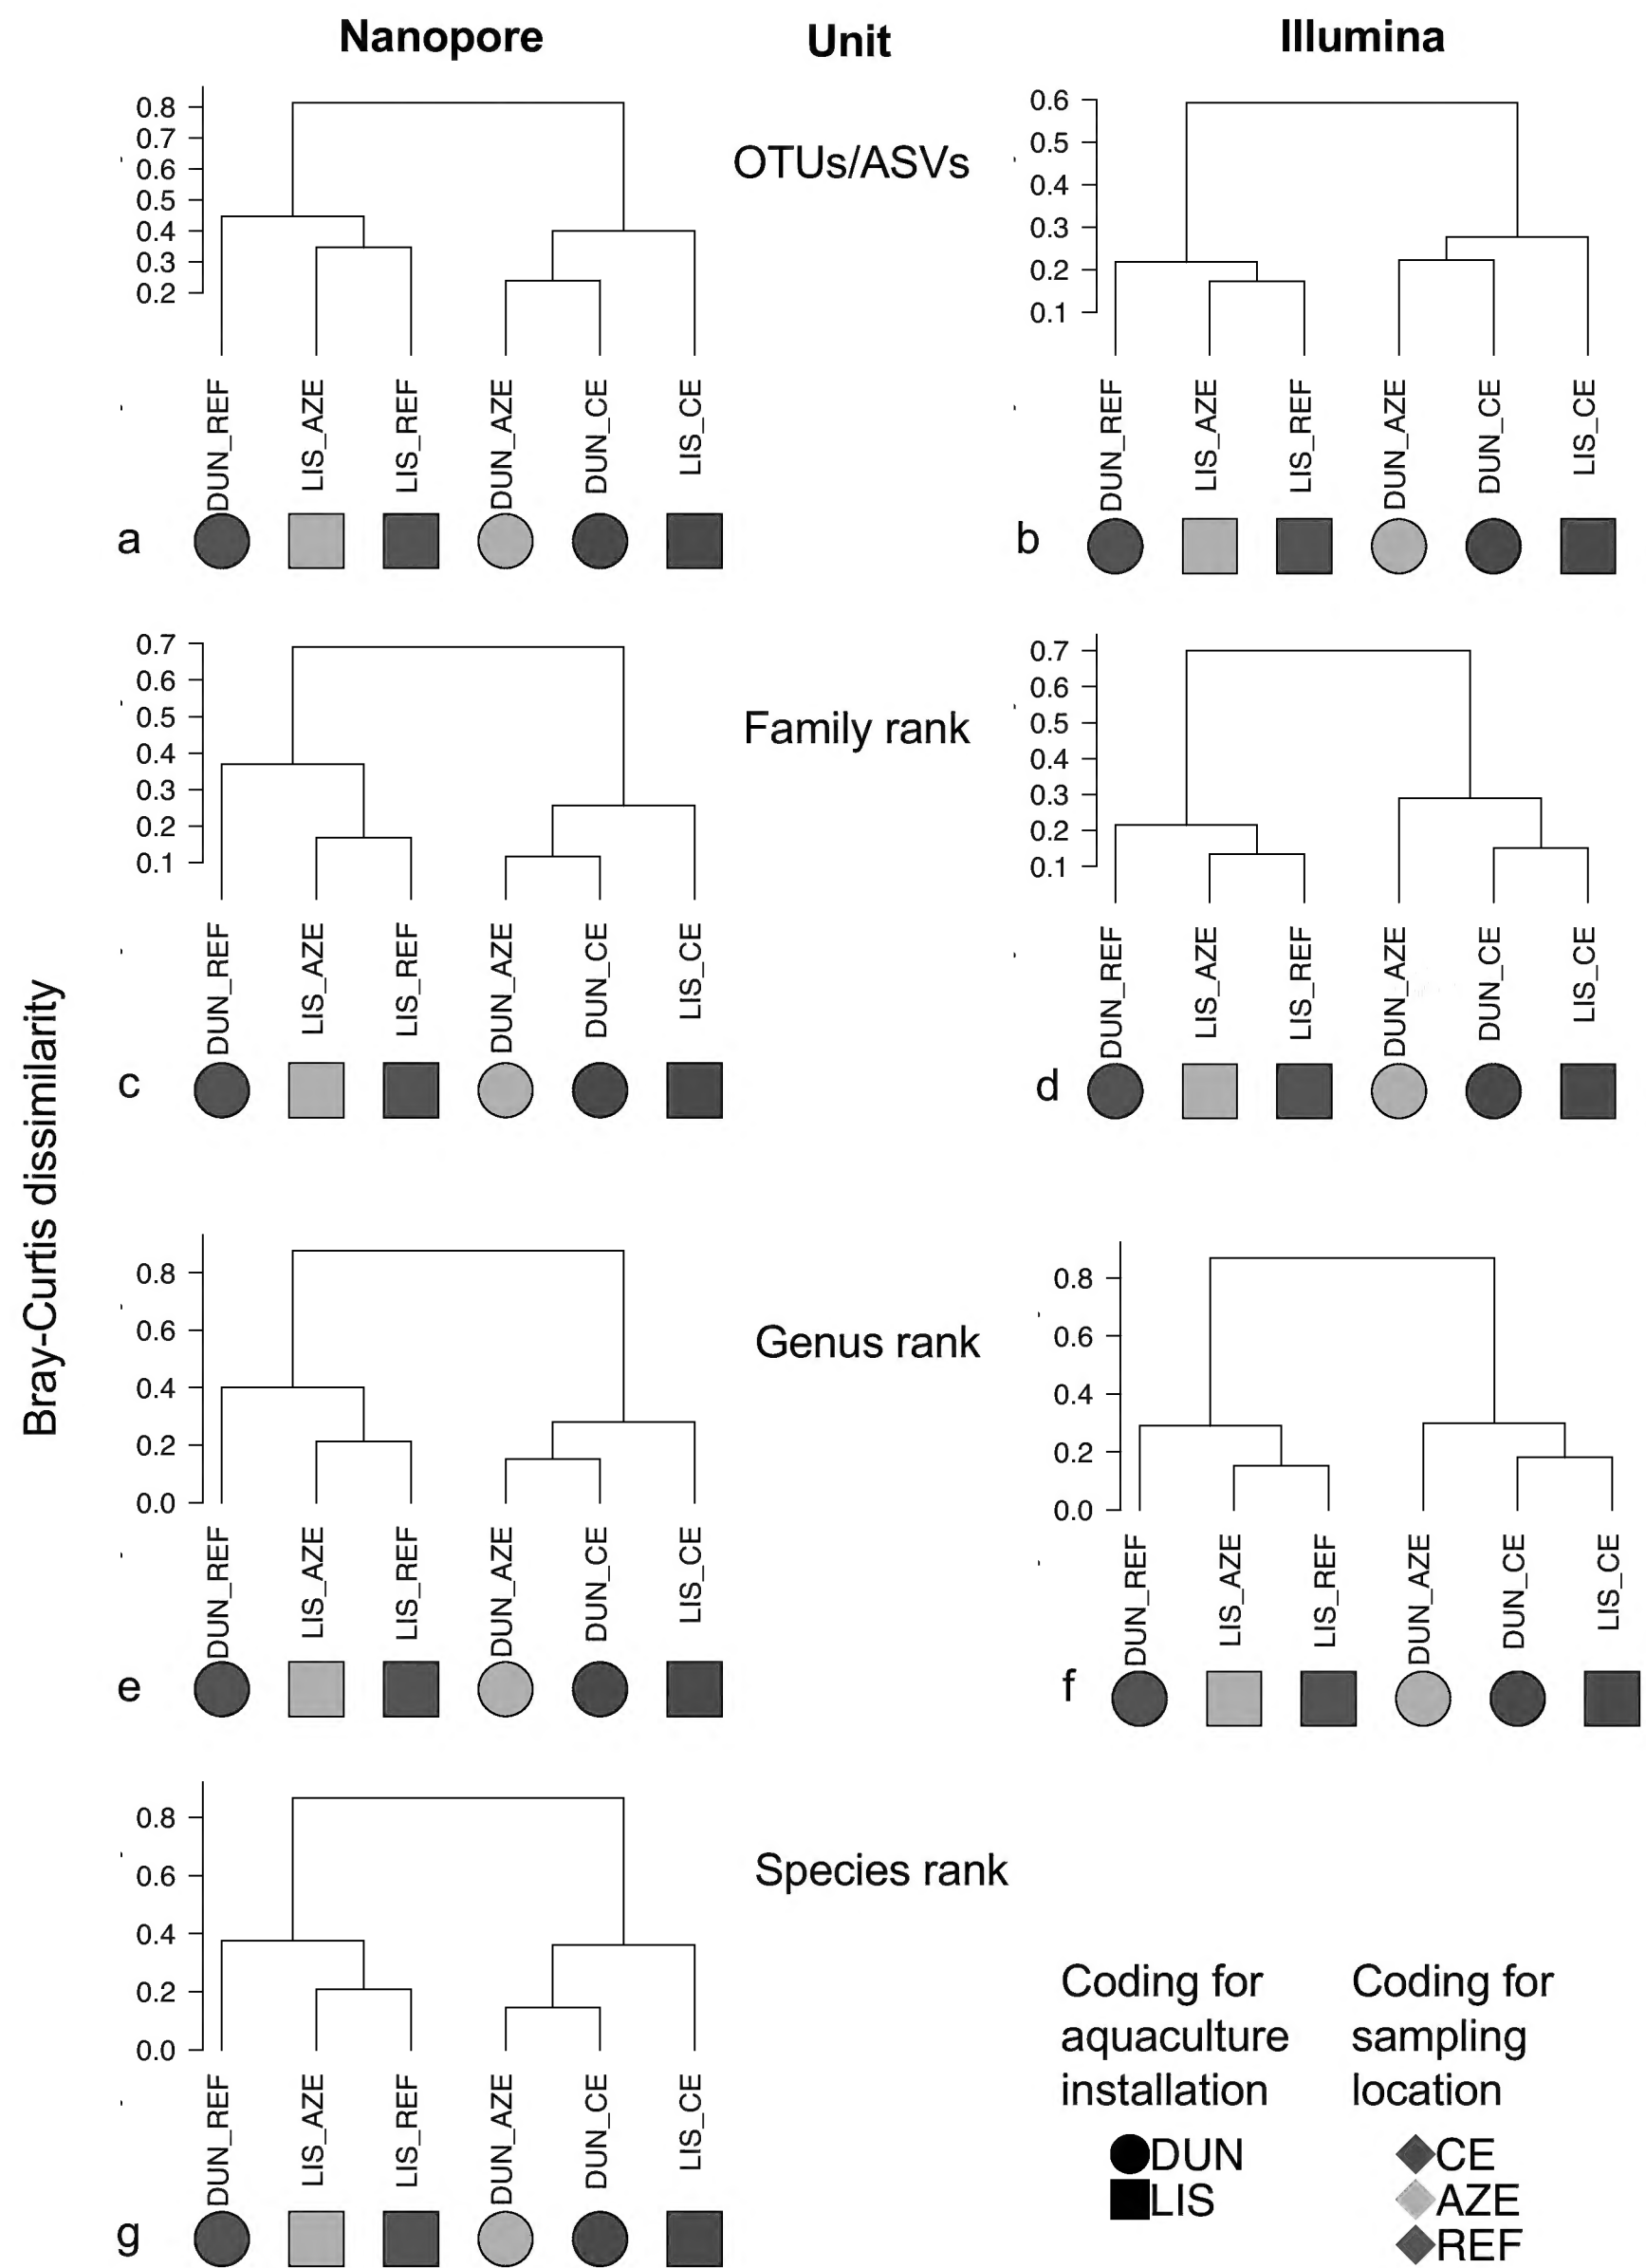 Nanopore Unit Illumina
OTUs/ASVs
0.8
0.7
0.6
0.5
0.4
0.3
0.2
DUN_REF LIS_AZE LIS_REF DUN_AZE DUN_CE LIS_CE
a
0.6
0.5
0.4
0.3
0.2
0.1
DUN_REF LIS_AZE LIS_REF DUN_AZE DUN_CE LIS_CE
b
Family rank
0.7
0.6
0.5
0.4
0.3
0.2
0.1
DUN_REF LIS_AZE LIS_REF DUN_AZE DUN_CE LIS_CE
c
0.7
0.6
0.5
0.4
0.3
0.2
0.1
DUN_REF LIS_AZE LIS_REF DUN_AZE DUN_CE LIS_CE
d
Bray-Curtis dissimilarity
Genus rank
0.8
0.6
0.4
0.2
0.0
DUN_REF LIS_AZE LIS_REF DUN_AZE DUN_CE LIS_CE
e
0.8
0.6
0.4
0.2
0.0
DUN_REF LIS_AZE LIS_REF DUN_AZE DUN_CE LIS_CE
f
Species rank
0.8
0.6
0.4
0.2
0.0
DUN_REF LIS_AZE LIS_REF DUN_AZE DUN_CE LIS_CE
g
Coding for
aquaculture
installation
DUN
LIS
Coding for
sampling
location
CE
AZE
REF